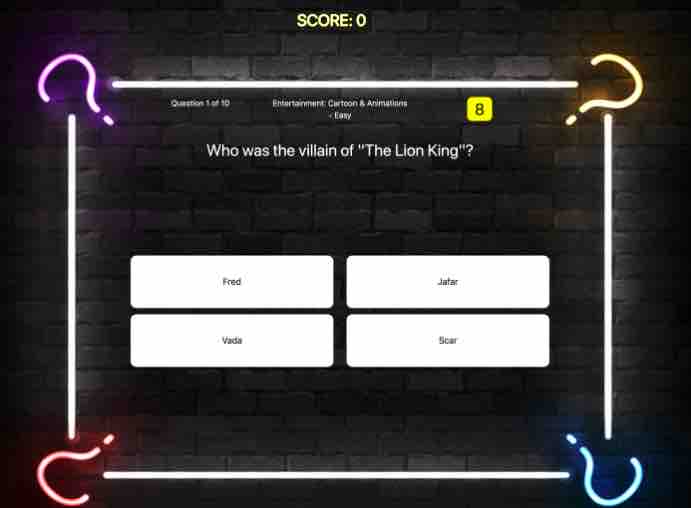 SCORE: 0
Question 1 of 10
Entertainment: Cartoon & Animations
- Easy
8
Who was the villain of "The Lion King"?
Fred
Jafar
Vada
Scar